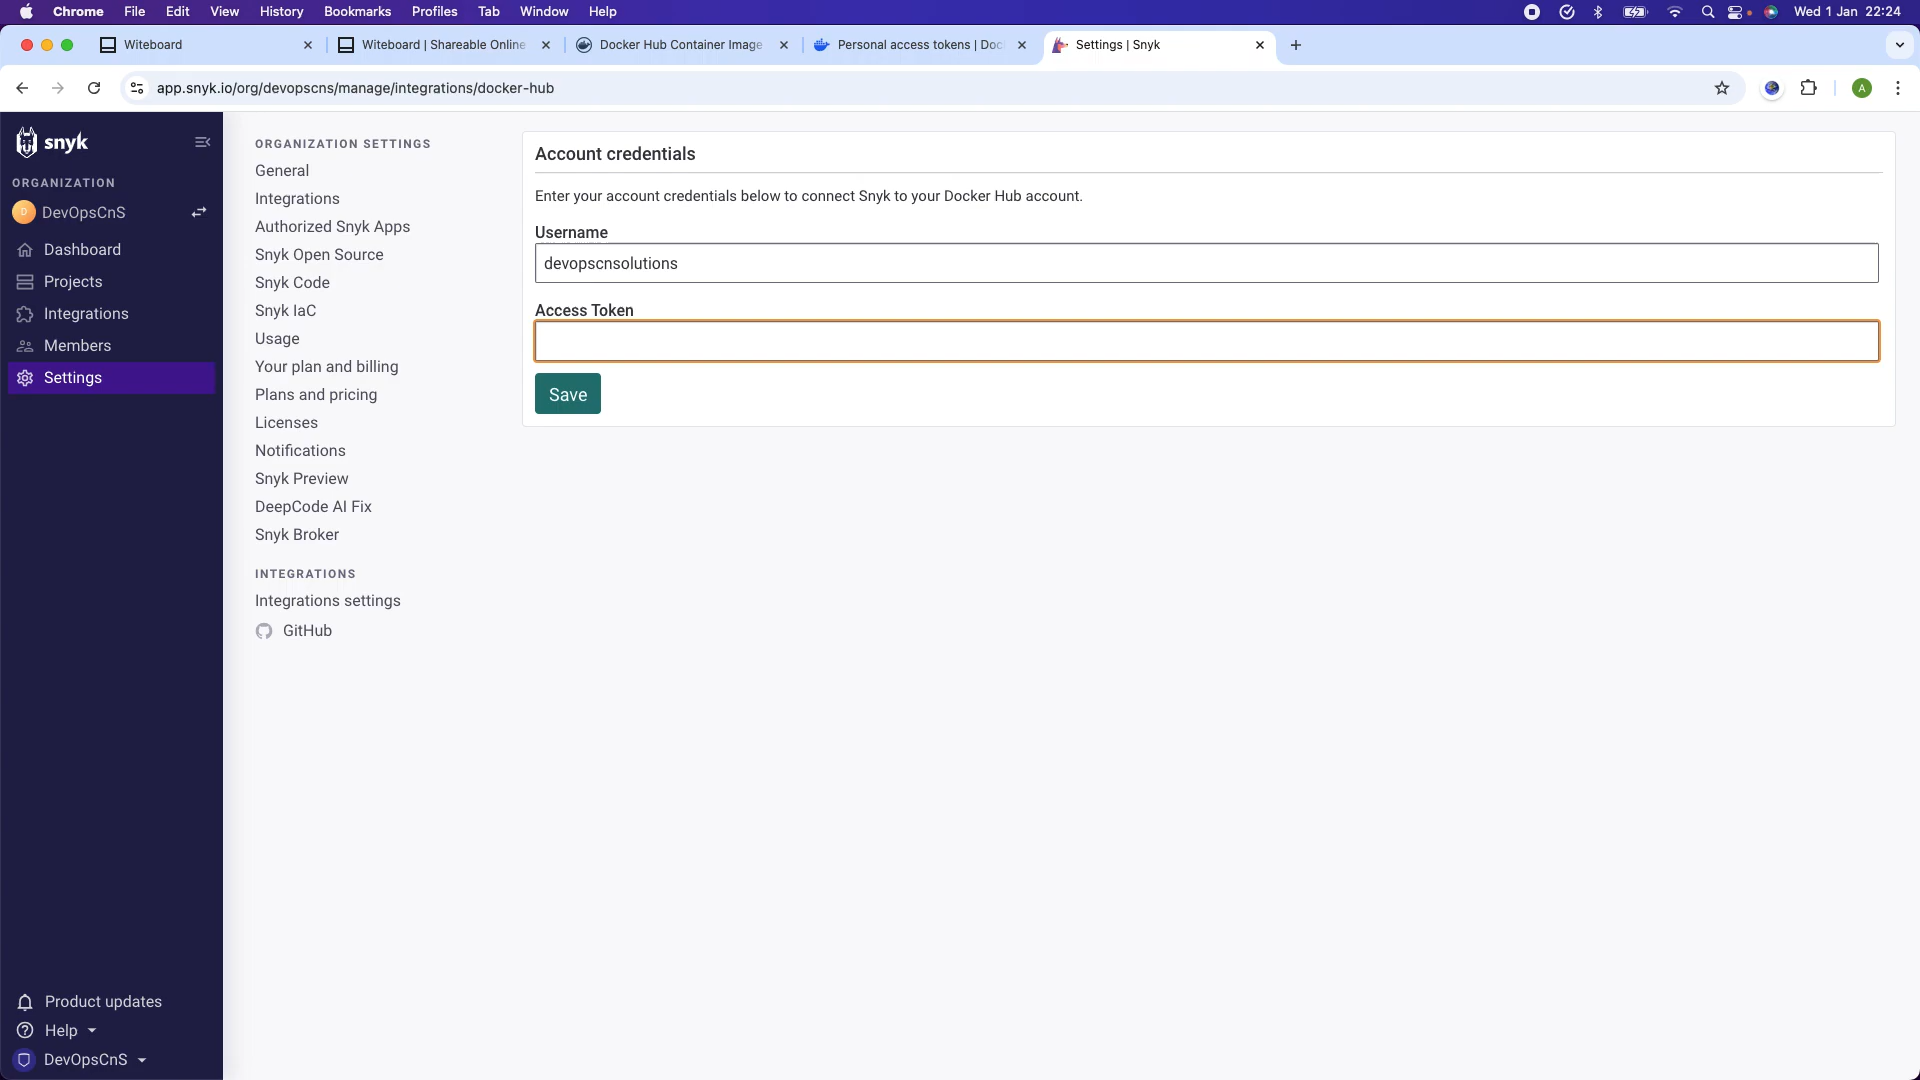 Chrome File Edit View History Bookmarks Profiles Tab Window Help Wed 1 Jan 22:24
Witeboard Witeboard | Shareable Online Docker Hub Container Image Personal access tokens | Doc Settings | Snyk
app.snyk.io/org/devopscns/manage/integrations/docker-hub A
snyk
ORGANIZATION
D DevOpsCnS
Dashboard
Projects
Integrations
Members
Settings
Product updates
Help
DevOpsCnS
ORGANIZATION SETTINGS
General
Integrations
Authorized Snyk Apps
Snyk Open Source
Snyk Code
Snyk IaC
Usage
Your plan and billing
Plans and pricing
Licenses
Notifications
Snyk Preview
DeepCode AI Fix
Snyk Broker
INTEGRATIONS
Integrations settings
GitHub
Account credentials
Enter your account credentials below to connect Snyk to your Docker Hub account.
Username
devopscnsolutions
Access Token
Save